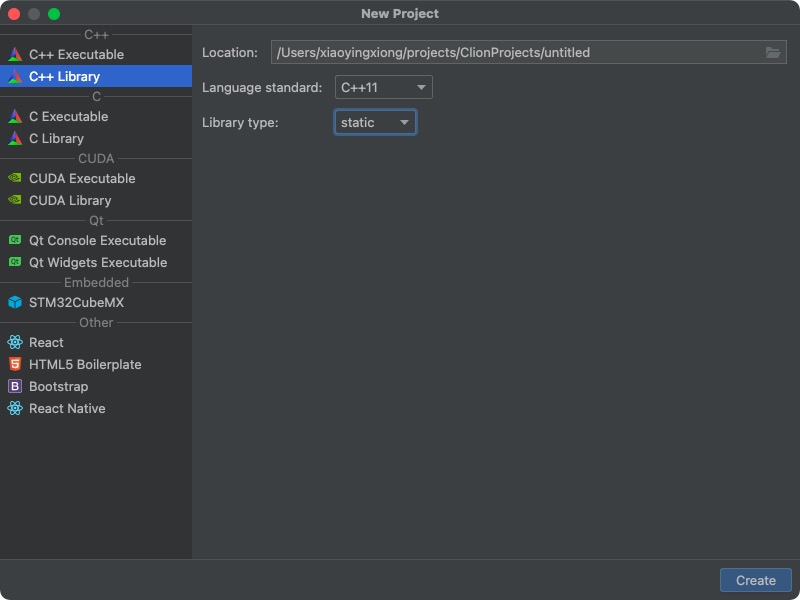 New Project
C++
C++ Executable
C++ Library
C
C Executable
C Library
CUDA
CUDA Executable
CUDA Library
Qt
Qt Console Executable
Qt Widgets Executable
Embedded
STM32CubeMX
Other
React
HTML5 Boilerplate
B Bootstrap
React Native
Location: /Users/xiaoyingxiong/projects/ClionProjects/untitled
Language standard: C++11
Library type: static
Create